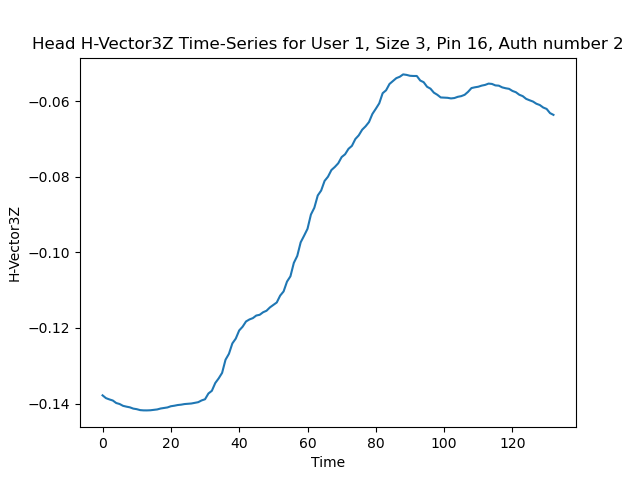 Head H-Vector3Z Time-Series for User 1, Size 3, Pin 16, Auth number 2
H-Vector3Z
−0.06
−0.08
−0.10
−0.12
−0.14
0 20 40 60 80 100 120
Time